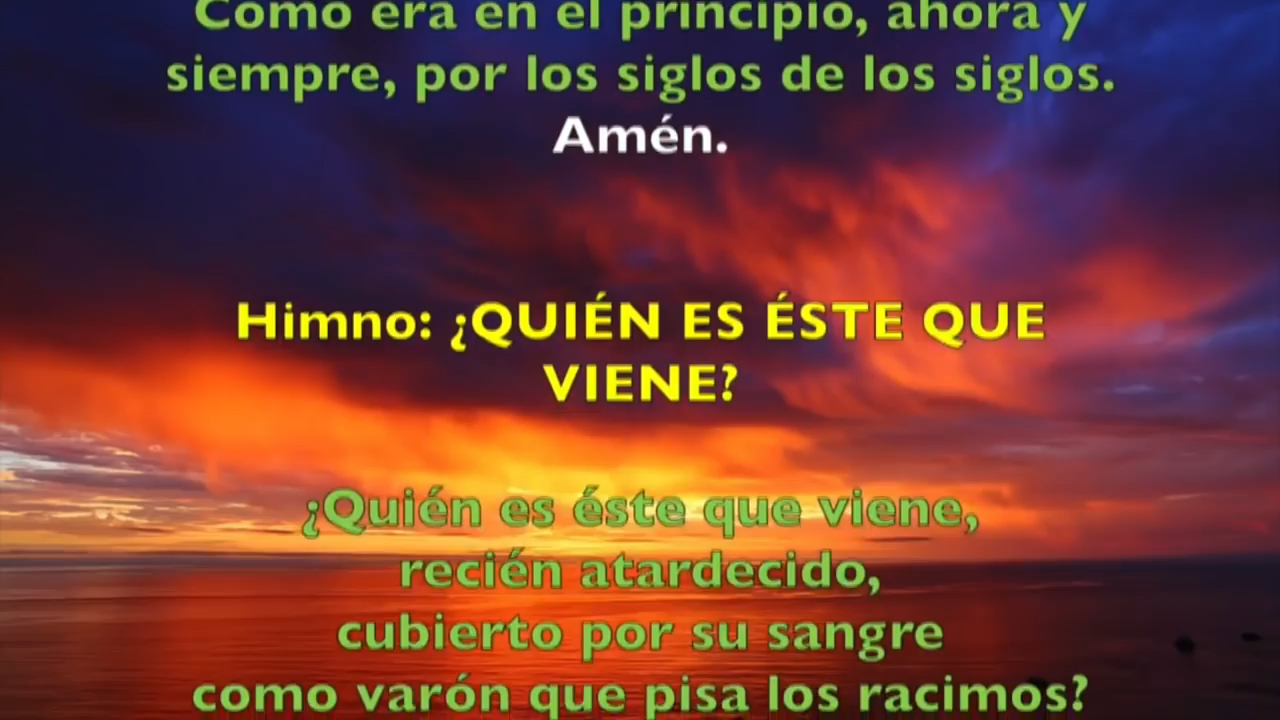 Como era en el principio, ahora y
siempre, por los siglos de los siglos.
Amén.
Himno: ¿QUIÉN ES ÉSTE QUE
VIENE?
¿Quién es éste que viene,
recién atardecido,
cubierto por su sangre
como varón que pisa los racimos?